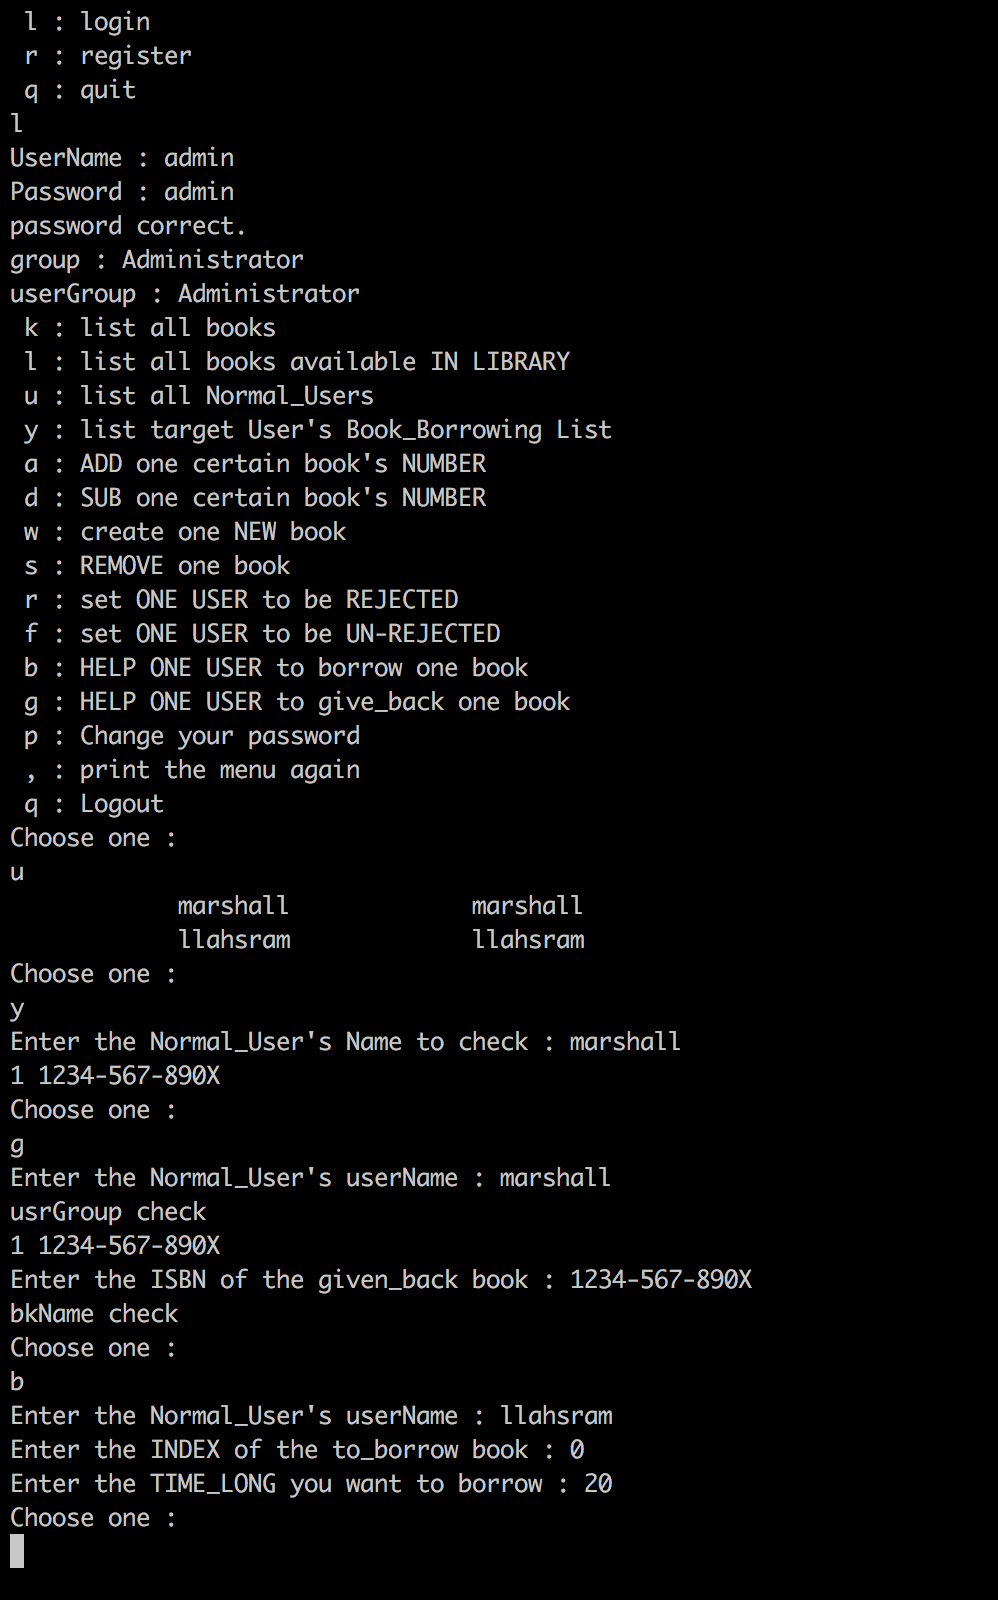 l : login
r : register
q : quit
l
UserName : admin
Password : admin
password correct.
group : Administrator
userGroup : Administrator
k : list all books
l : list all books available IN LIBRARY
u : list all Normal_Users
y : list target User's Book_Borrowing List
a : ADD one certain book's NUMBER
d : SUB one certain book's NUMBER
w : create one NEW book
s : REMOVE one book
r : set ONE USER to be REJECTED
f : set ONE USER to be UN-REJECTED
b : HELP ONE USER to borrow one book
g : HELP ONE USER to give_back one book
p : Change your password
, : print the menu again
q : Logout
Choose one :
u
marshall marshall
llahsram llahsram
Choose one :
y
Enter the Normal_User's Name to check : marshall
1 1234-567-890X
Choose one :
g
Enter the Normal_User's userName : marshall
usrGroup check
1 1234-567-890X
Enter the ISBN of the given_back book : 1234-567-890X
bkName check
Choose one :
b
Enter the Normal_User's userName : llahsram
Enter the INDEX of the to_borrow book : 0
Enter the TIME_LONG you want to borrow : 20
Choose one :